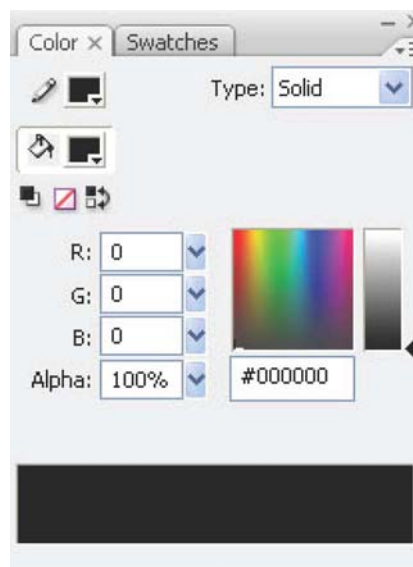 Color Swatches
Type: Solid
R: 0
G: 0
B: 0
Alpha: 100% #000000